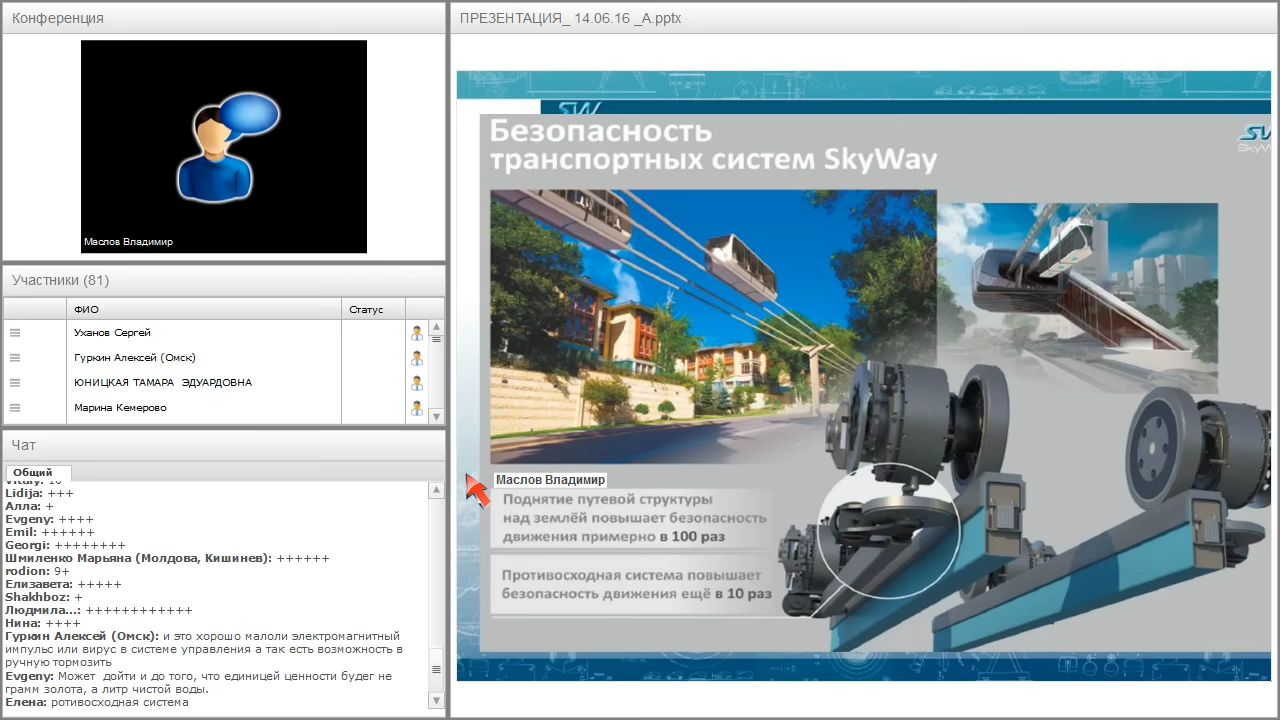 Конференция
Маслов Владимир
Участники (81)
ФИО
Статус
Уханов Сергей
Гуркин Алексей (Омск)
ЮНИЦКАЯ ТАМАРА ЭДУАРДОВНА
Марина Кемерово
Чат
Общий
Lidija: +++
Алла: +
Evgeny: ++++
Emil: ++++++
Georgi: ++++++++
Шмиленко Марьяна (Молдова, Кишинев): ++++++
rodion: 9+
Елизавета: +++++
Shakhboz: +
Людмила...: ++++++++++++
Нина: ++++
Гуркин Алексей (Омск): и это хорошо малоли электромагнитный
импульс или вирус в системе управления а так есть возможность в
ручную тормозить
Evgeny: Может дойти и до того, что единицей ценности будет не
грамм золота, а литр чистой воды.
Елена: ротивосходная система
ПРЕЗЕНТАЦИЯ_ 14.06.16 _A.pptx
SW
Безопасность
транспортных систем SkyWay
Маслов Владимир
Поднятие путевой структуры
над землёй повышает безопасность
движения примерно в 100 раз
Противосходная система повышает
безопасность движения ещё в 10 раз